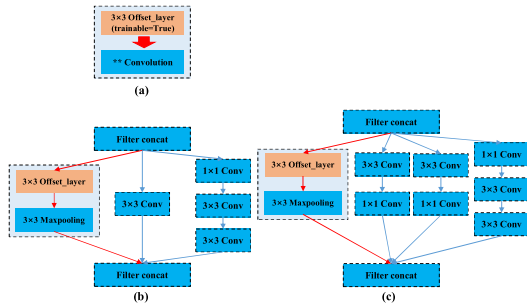 3×3 Offset_layer
(trainable=True)
** Convolution
(a)
Filter concat
3×3 Offset_layer
3×3 Maxpooling
3×3 Conv
1×1 Conv
3×3 Conv
3×3 Conv
Filter concat
(b)
Filter concat
3×3 Offset_layer
3×3 Maxpooling
3×3 Conv
1×1 Conv
3×3 Conv
1×1 Conv
1×1 Conv
3×3 Conv
3×3 Conv
Filter concat
(c)